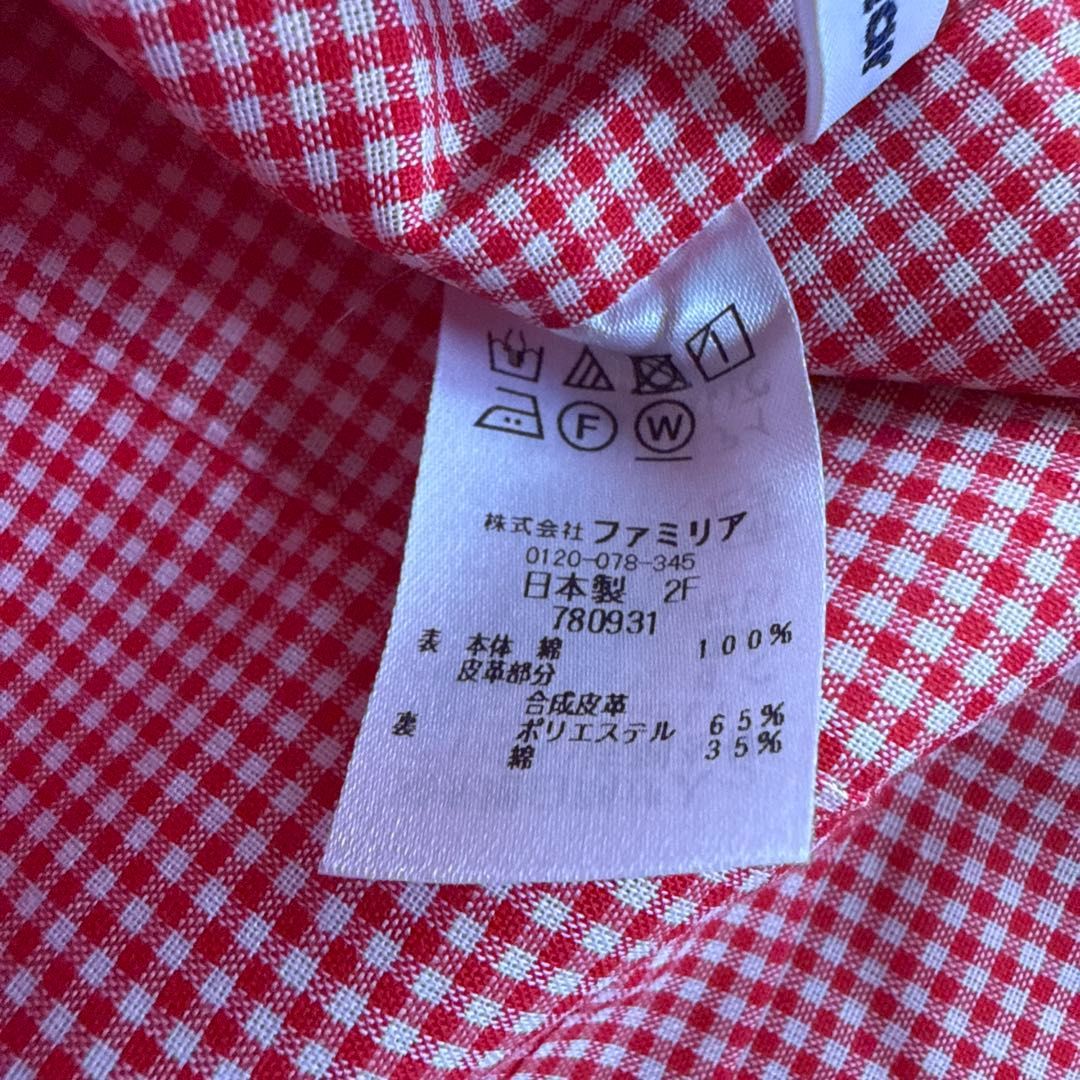 F W
株式会社 ファミリア
0120-078-345
日本製 2F
780931
表 本体 綿 100%
皮革部分
合成皮革
裏 ポリエステル 65%
綿 35%